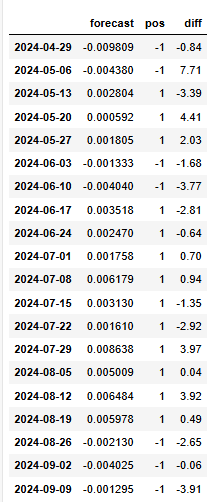 forecast pos diff
2024-04-29 -0.009809 -1 -0.84
2024-05-06 -0.004380 -1 7.71
2024-05-13 0.002804 1 -3.39
2024-05-20 0.000592 1 4.41
2024-05-27 0.001805 1 2.03
2024-06-03 -0.001333 -1 -1.68
2024-06-10 -0.004040 -1 -3.77
2024-06-17 0.003518 1 -2.81
2024-06-24 0.002470 1 -0.64
2024-07-01 0.001758 1 0.70
2024-07-08 0.006179 1 0.94
2024-07-15 0.003130 1 -1.35
2024-07-22 0.001610 1 -2.92
2024-07-29 0.008638 1 3.97
2024-08-05 0.005009 1 0.04
2024-08-12 0.006484 1 3.92
2024-08-19 0.005978 1 0.49
2024-08-26 -0.002130 -1 -2.65
2024-09-02 -0.004025 -1 -0.06
2024-09-09 -0.001295 -1 -3.91